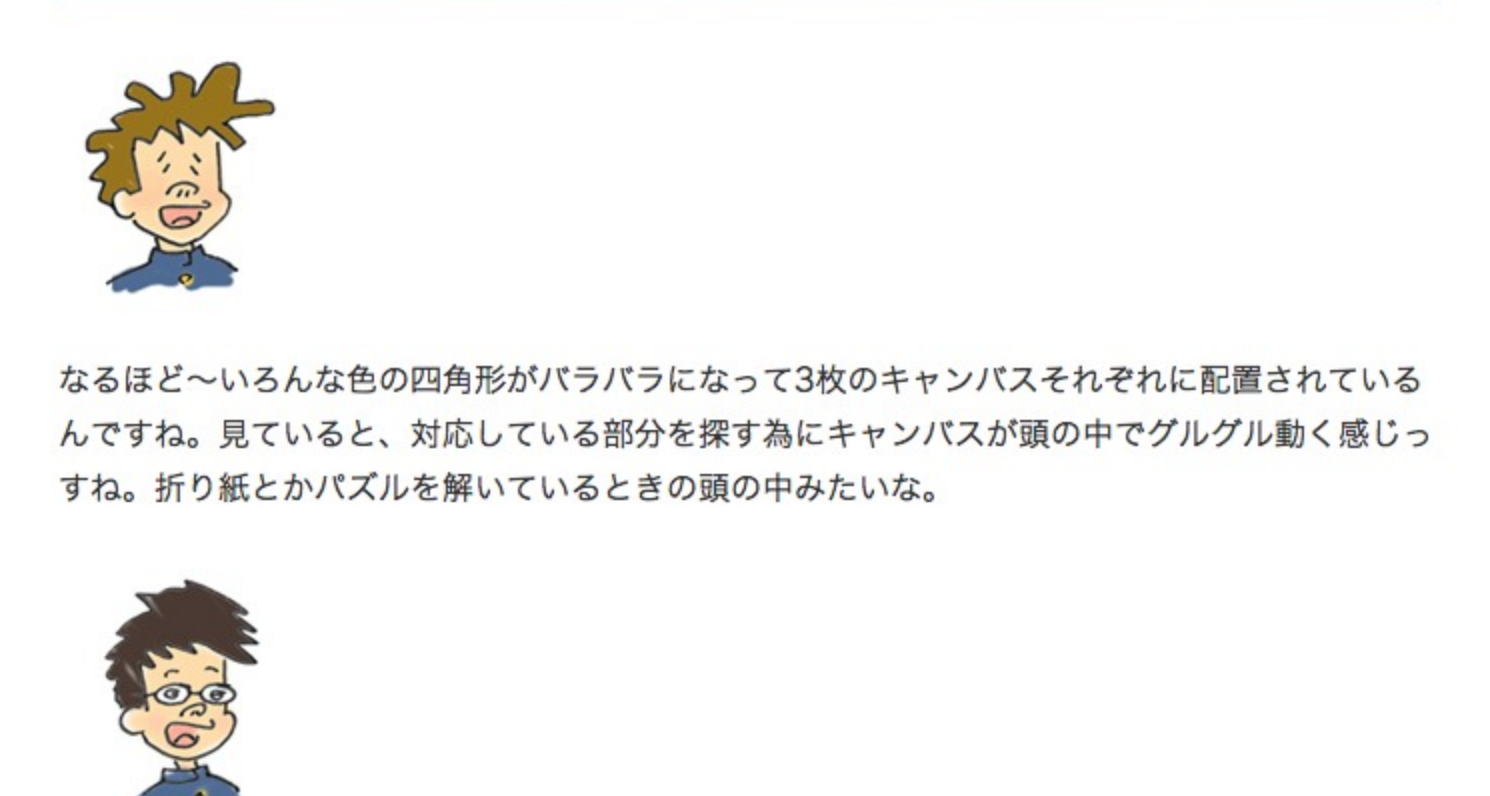 なるほど〜いろんな色の四角形がバラバラになって3枚のキャンバスそれぞれに配置されている
んですね。見ていると、対応している部分を探す為にキャンバスが頭の中でグルグル動く感じっ
すね。折り紙とかパズルを解いているときの頭の中みたいな。